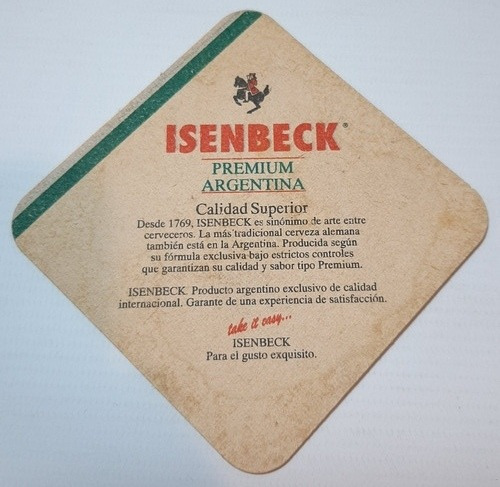 ISENBECK®
PREMIUM
ARGENTINA
Calidad Superior
Desde 1769, ISENBECK es sinónimo de arte entre
cerveceros. La más tradicional cerveza alemana
también está en la Argentina. Producida según
su fórmula exclusiva bajo estrictos controles
que garantizan su calidad y sabor tipo Premium.
ISENBECK. Producto argentino exclusivo de calidad
internacional. Garante de una experiencia de satisfacción.
take it easy...
ISENBECK
Para el gusto exquisito.